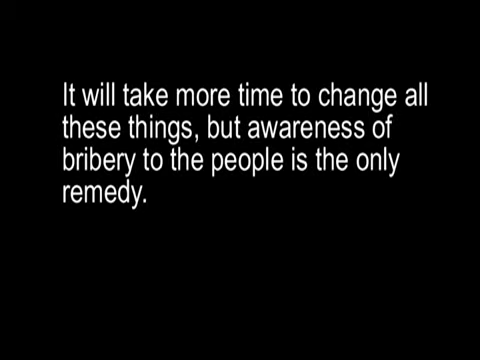 It will take more time to change all
these things, but awareness of
bribery to the people is the only
remedy.